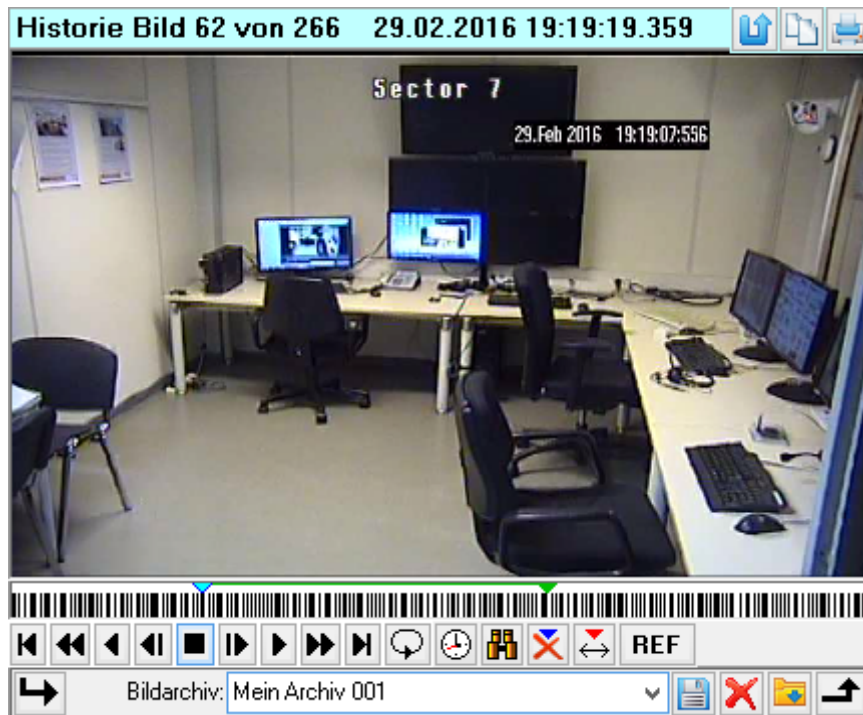 Historie Bild 62 von 266 29.02.2016 19:19:19.359
Sector 7
29.Feb 2016 19:19:07:556
REF
Bildarchiv: Mein Archiv 001